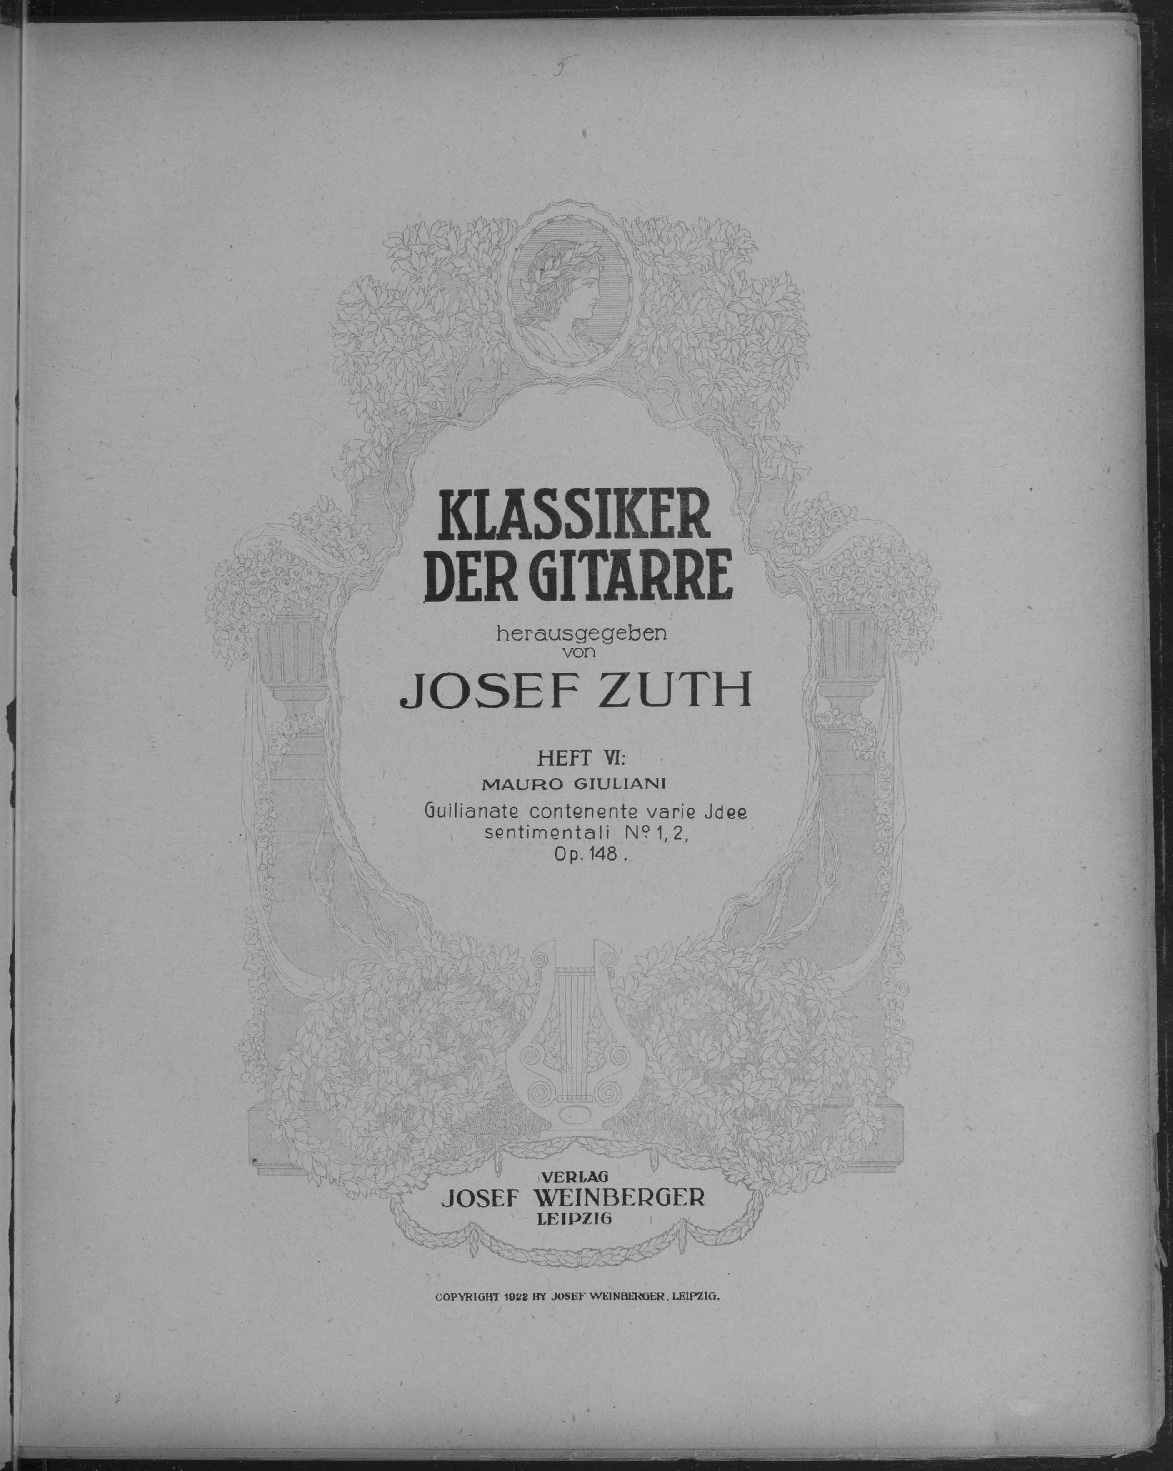 5
KLASSIKER
DER GITARRE
herausgegeben
von
JOSEF ZUTH
HEFT VI:
MAURO GIULIANI
Guilianate contenente varie Jdee
sentimentali Nº 1, 2,
Op. 148.
VERLAG
JOSEF WEINBERGER
LEIPZIG
COPYRIGHT 1922 BY JOSEF WEINBERGER, LEIPZIG.